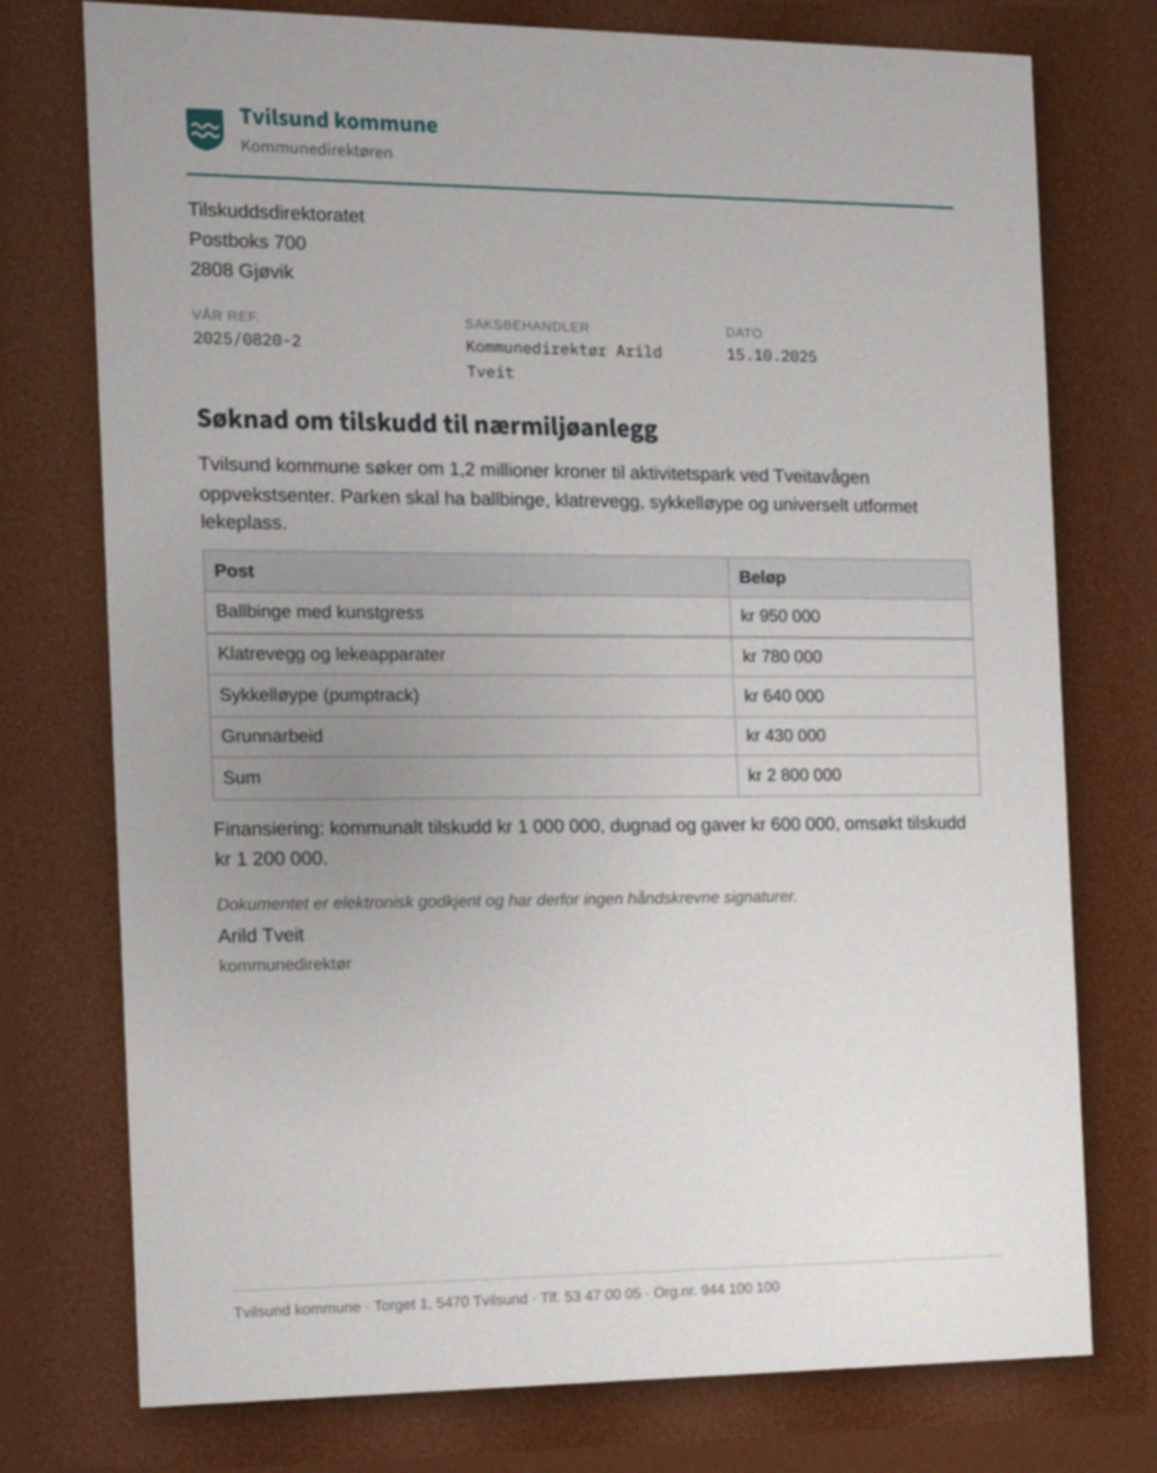 Tvilsund kommune
Kommunedirektøren
Tilskuddsdirektoratet
Postboks 700
2808 Gjøvik
VÅR REF.
2025/0820-2
SAKSBEHANDLER
Kommunedirektør Arild
Tveit
DATO
15.10.2025
Søknad om tilskudd til nærmiljøanlegg
Tvilsund kommune søker om 1,2 millioner kroner til aktivitetspark ved Tveitavågen
oppvekstsenter. Parken skal ha ballbinge, klatrevegg, sykkelløype og universelt utformet
lekeplass.
Post Beløp
Ballbinge med kunstgress kr 950 000
Klatrevegg og lekeapparater kr 780 000
Sykkelløype (pumptrack) kr 640 000
Grunnarbeid kr 430 000
Sum kr 2 800 000
Finansiering: kommunalt tilskudd kr 1 000 000, dugnad og gaver kr 600 000, omsøkt tilskudd
kr 1 200 000.
Dokumentet er elektronisk godkjent og har derfor ingen håndskrevne signaturer.
Arild Tveit
kommunedirektør
Tvilsund kommune · Torget 1, 5470 Tvilsund · Tlf. 53 47 00 05 · Org.nr. 944 100 100